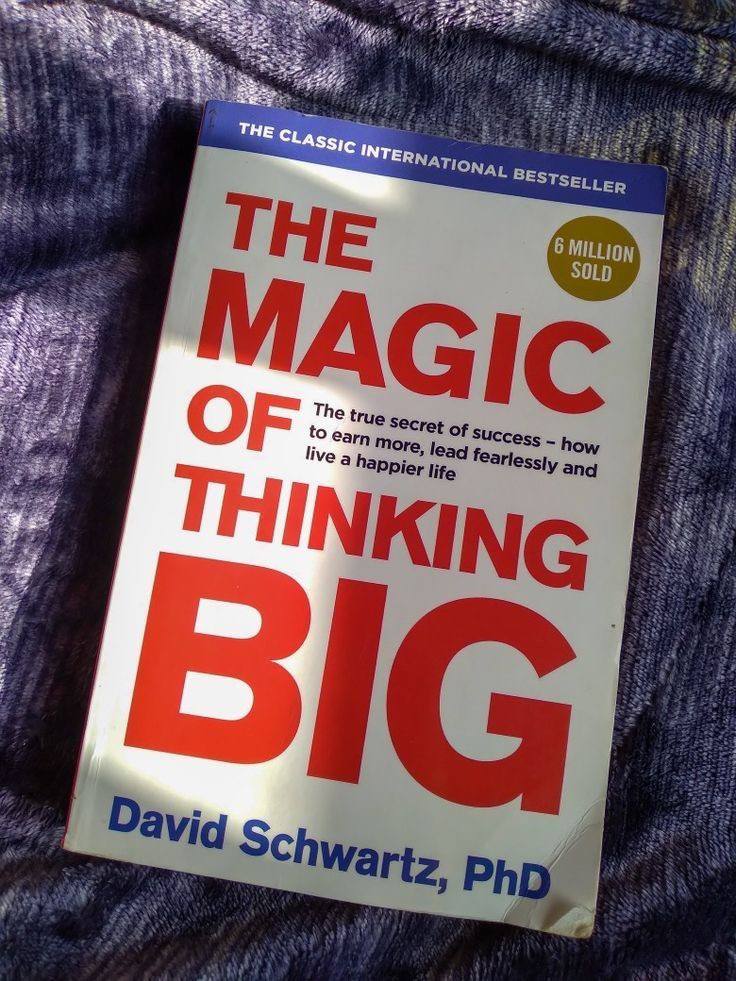 THE CLASSIC INTERNATIONAL BESTSELLER
THE
6 MILLION
SOLD
MAGIC
OF
The true secret of success – how
to earn more, lead fearlessly and
live a happier life
THINKING
BIG
David Schwartz, PhD